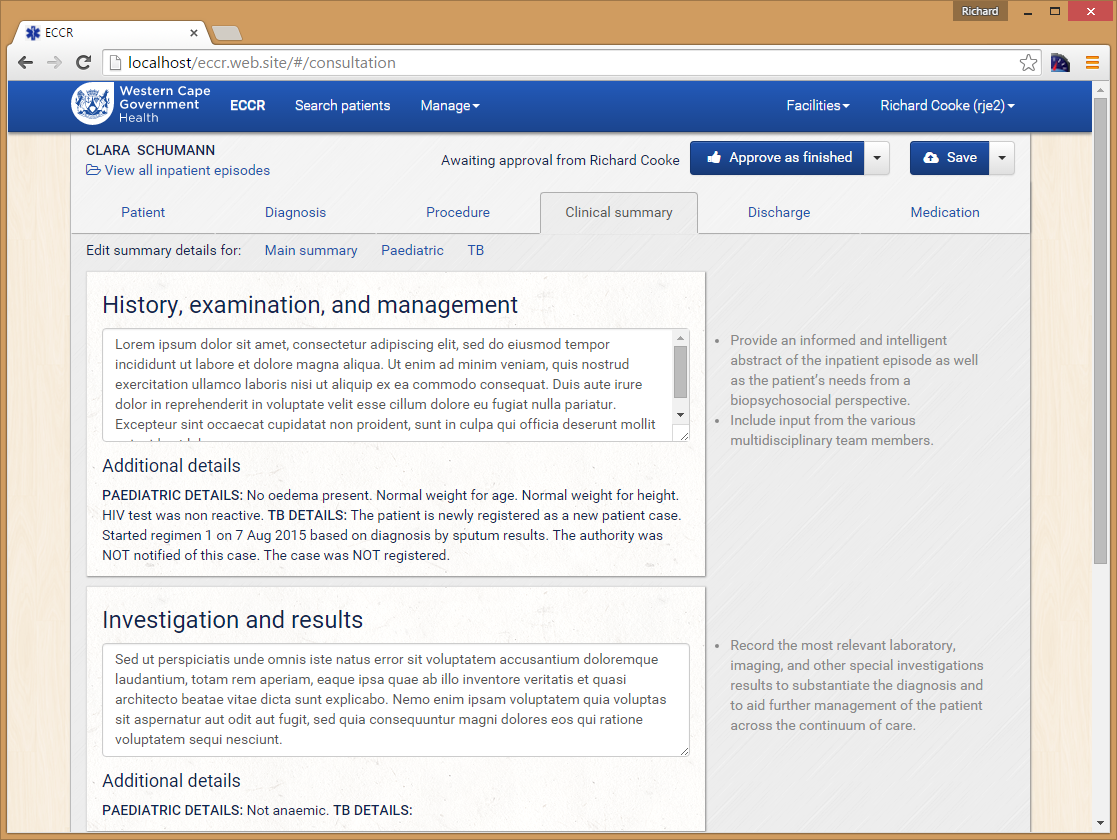 Richard
ECCR
localhost/eccr.web.site/#/consultation
Western Cape
Government
Health
ECCR
Search patients
Manage
Facilities
Richard Cooke (rje2)
CLARA SCHUMANN
View all inpatient episodes
Awaiting approval from Richard Cooke
Approve as finished
Save
Patient
Diagnosis
Procedure
Clinical summary
Discharge
Medication
Edit summary details for:
Main summary
Paediatric
TB
History, examination, and management
Lorem ipsum dolor sit amet, consectetur adipiscing elit, sed do eiusmod tempor
incididunt ut labore et dolore magna aliqua. Ut enim ad minim veniam, quis nostrud
exercitation ullamco laboris nisi ut aliquip ex ea commodo consequat. Duis aute irure
dolor in reprehenderit in voluptate velit esse cillum dolore eu fugiat nulla pariatur.
Excepteur sint occaecat cupidatat non proident, sunt in culpa qui officia deserunt mollit
Provide an informed and intelligent
abstract of the inpatient episode as well
as the patient’s needs from a
biopsychosocial perspective.
Include input from the various
multidisciplinary team members.
Additional details
PAEDIATRIC DETAILS: No oedema present. Normal weight for age. Normal weight for height.
HIV test was non reactive. TB DETAILS: The patient is newly registered as a new patient case.
Started regimen 1 on 7 Aug 2015 based on diagnosis by sputum results. The authority was
NOT notified of this case. The case was NOT registered.
Investigation and results
Sed ut perspiciatis unde omnis iste natus error sit voluptatem accusantium doloremque
laudantium, totam rem aperiam, eaque ipsa quae ab illo inventore veritatis et quasi
architecto beatae vitae dicta sunt explicabo. Nemo enim ipsam voluptatem quia voluptas
sit aspernatur aut odit aut fugit, sed quia consequuntur magni dolores eos qui ratione
voluptatem sequi nesciunt.
Record the most relevant laboratory,
imaging, and other special investigations
results to substantiate the diagnosis and
to aid further management of the patient
across the continuum of care.
Additional details
PAEDIATRIC DETAILS: Not anaemic. TB DETAILS: